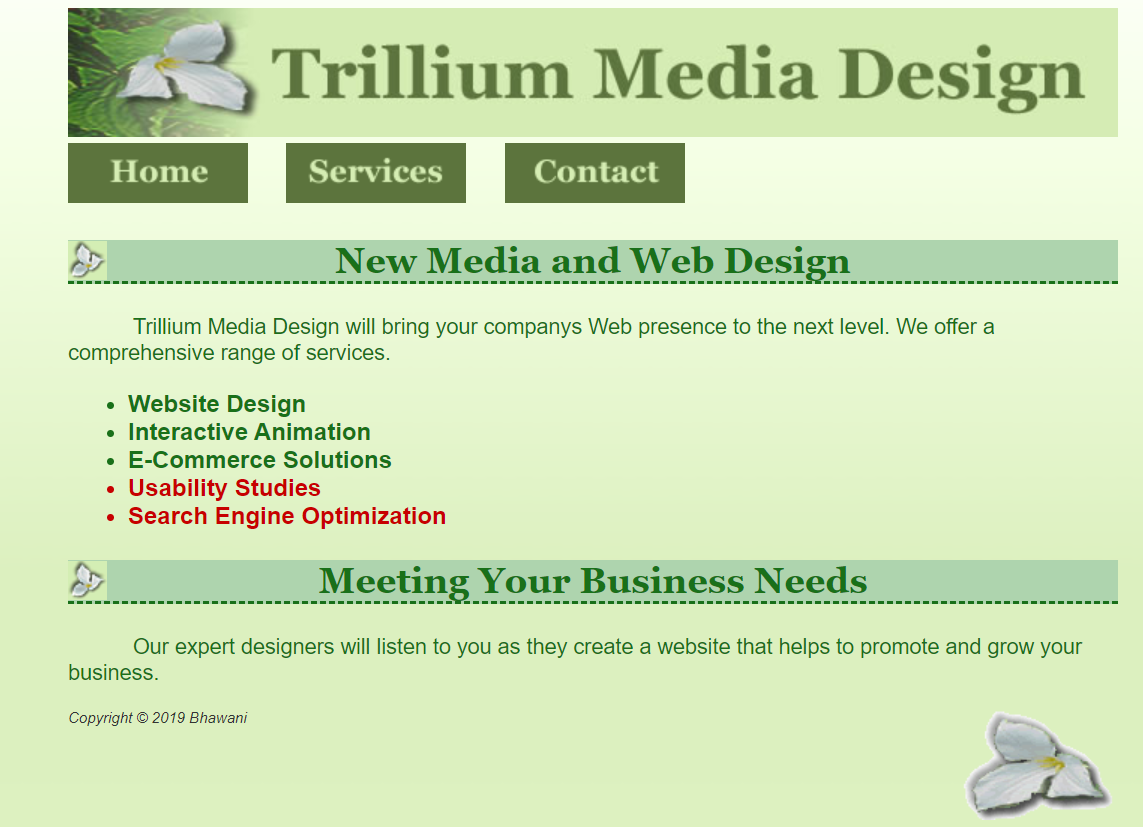 Trillium Media Design
Home Services Contact
New Media and Web Design
Trillium Media Design will bring your companys Web presence to the next level. We offer a
comprehensive range of services.
• Website Design
• Interactive Animation
• E-Commerce Solutions
• Usability Studies
• Search Engine Optimization
Meeting Your Business Needs
Our expert designers will listen to you as they create a website that helps to promote and grow your
business.
Copyright © 2019 Bhawani